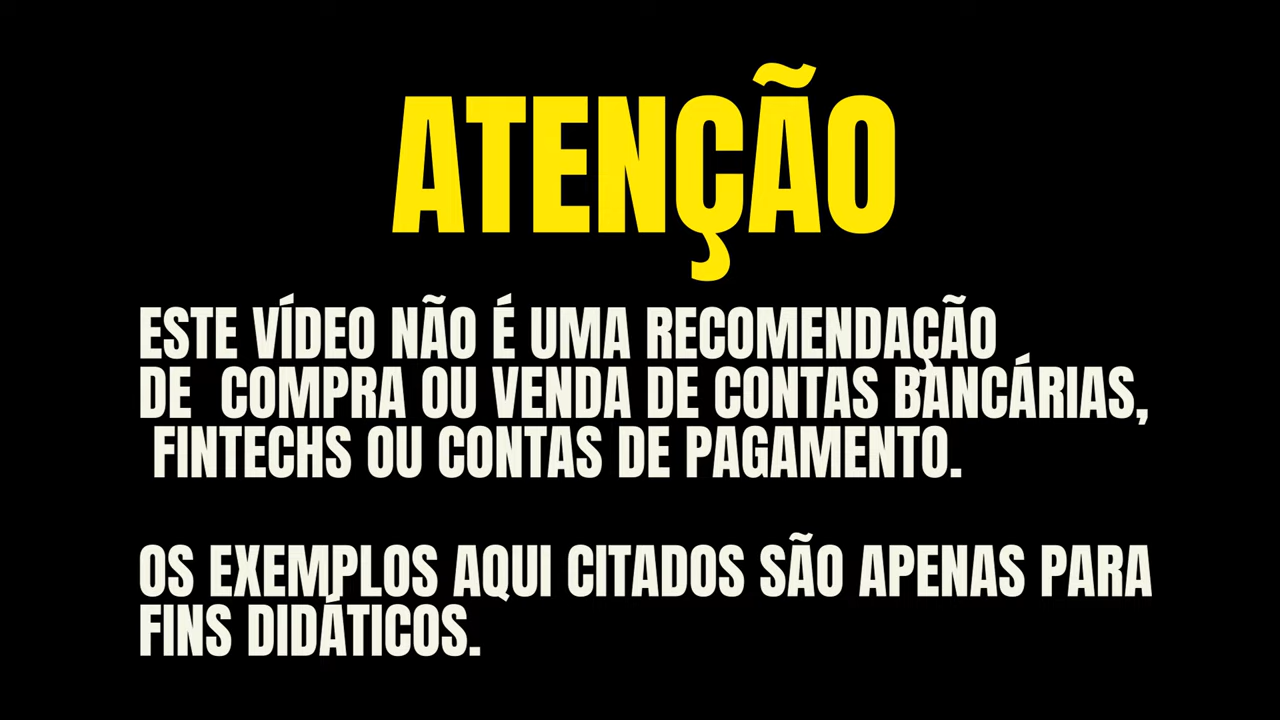 ATENÇÃO
ESTE VÍDEO NÃO É UMA RECOMENDAÇÃO
DE COMPRA OU VENDA DE CONTAS BANCÁRIAS,
FINTECHS OU CONTAS DE PAGAMENTO.
OS EXEMPLOS AQUI CITADOS SÃO APENAS PARA
FINS DIDÁTICOS.